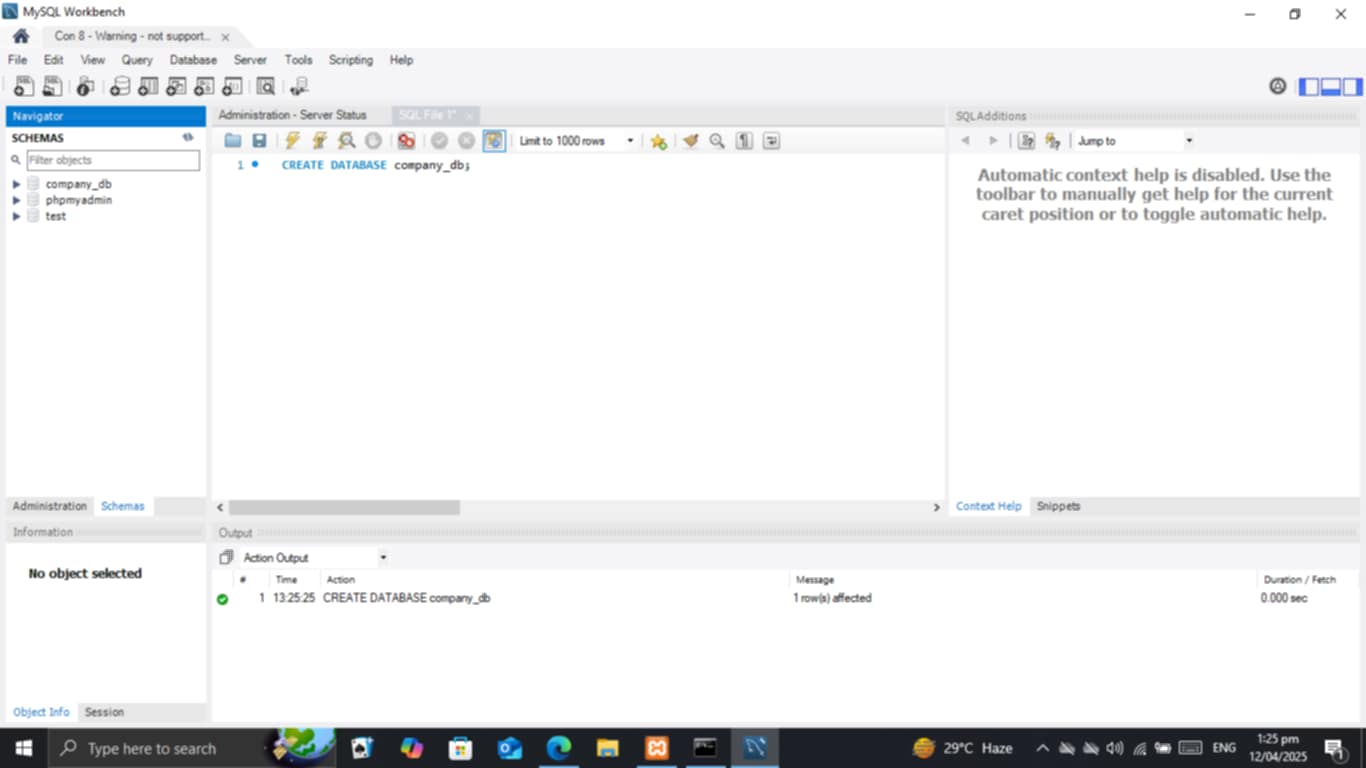 MySQL Workbench
Con 8 - Warning - not support...
File Edit View Query Database Server Tools Scripting Help
Navigator
SCHEMAS
Filter objects
company_db
phpmyadmin
test
Administration Schemas
Information
No object selected
Object Info Session
Administration - Server Status SQL File 1*
Limit to 1000 rows
1 CREATE DATABASE company_db;
SQLAdditions
Jump to
Automatic context help is disabled. Use the
toolbar to manually get help for the current
caret position or to toggle automatic help.
Context Help Snippets
Output
Action Output
# Time Action Message Duration / Fetch
1 13:25:25 CREATE DATABASE company_db 1 row(s) affected 0.000 sec
Type here to search
29°C Haze
ENG
1:25 pm
12/04/2025
1